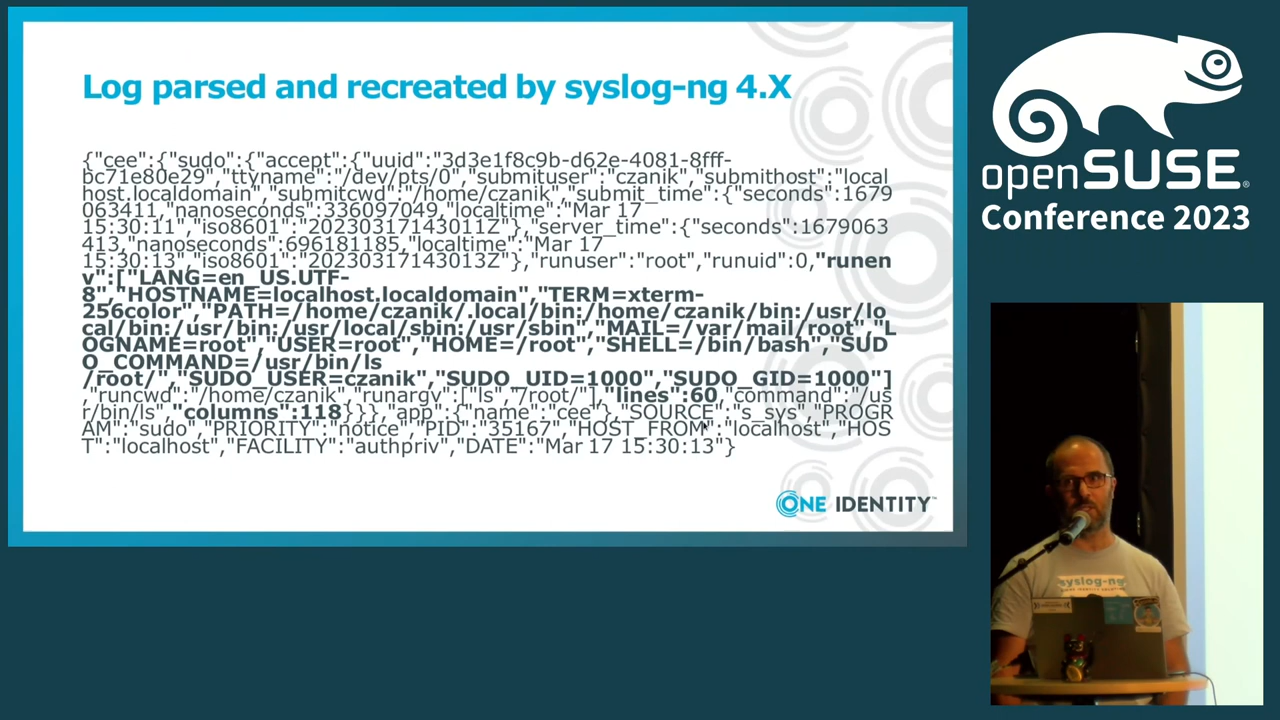 Log parsed and recreated by syslog-ng 4.X
{"cee":{"sudo":{"accept":{"uuid":"3d3e1f8c9b-d62e-4081-8fff-
bc71e80e29","ttyname":"/dev/pts/0","submituser":"czanik","submithost":"local
host.localdomain","submitcwd":"/home/czanik","submit_time":{"seconds":1679
063411,"nanoseconds":336097049,"localtime":"Mar 17
15:30:11","iso8601":"20230317143011Z"},"server_time":{"seconds":1679063
413,"nanoseconds":696181185,"localtime":"Mar 17
15:30:13","iso8601":"20230317143013Z"},"runuser":"root","runuid":0,"runen
v":["LANG=en_US.UTF-
8","HOSTNAME=localhost.localdomain","TERM=xterm-
256color","PATH=/home/czanik/.local/bin:/home/czanik/bin:/usr/lo
cal/bin:/usr/bin:/usr/local/sbin:/usr/sbin","MAIL=/var/mail/root","L
OGNAME=root","USER=root","HOME=/root","SHELL=/bin/bash","SUD
O_COMMAND=/usr/bin/ls
/root/","SUDO_USER=czanik","SUDO_UID=1000","SUDO_GID=1000"]
,"runcwd":"/home/czanik","runargv":["ls","/root/"],"lines":60,"command":"/us
r/bin/ls","columns":118}}},"app":{"name":"cee"},"SOURCE":"s_sys","PROGR
AM":"sudo","PRIORITY":"notice","PID":"35167","HOST_FROM":"localhost","HOS
T":"localhost","FACILITY":"authpriv","DATE":"Mar 17 15:30:13"}
ONE IDENTITY™
openSUSE®
Conference 2023
syslog-ng